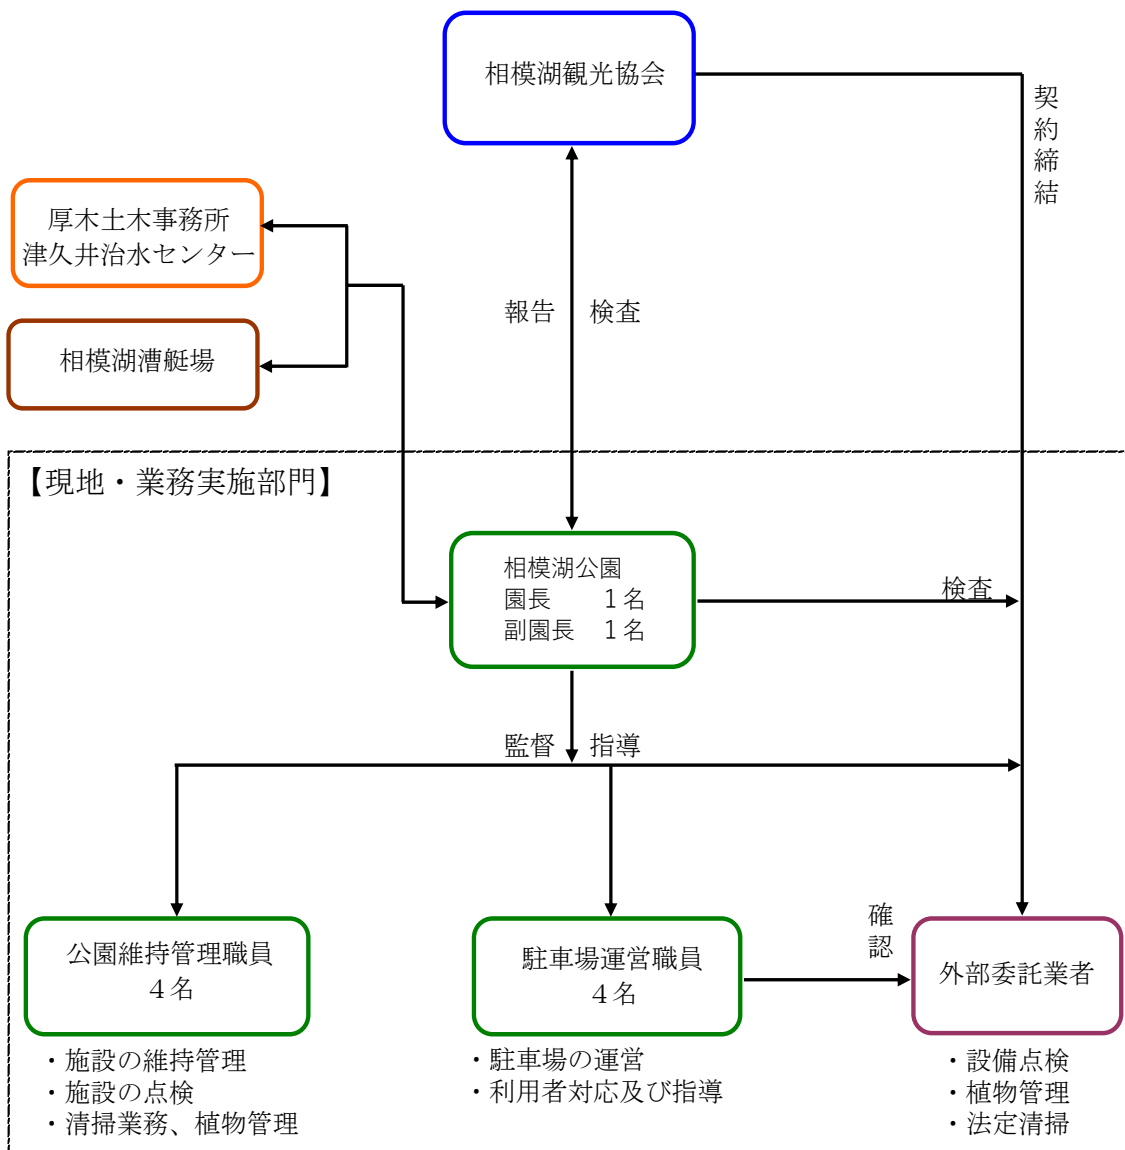 相模湖観光協会
契約締結
厚木土木事務所
津久井治水センター
報告 検査
相模湖漕艇場
【現地・業務実施部門】
相模湖公園
園長 １名
副園長 １名
検査
監督 指導
確認
公園維持管理職員
４名
駐車場運営職員
４名
外部委託業者
・施設の維持管理
・施設の点検
・清掃業務、植物管理
・駐車場の運営
・利用者対応及び指導
・設備点検
・植物管理
・法定清掃